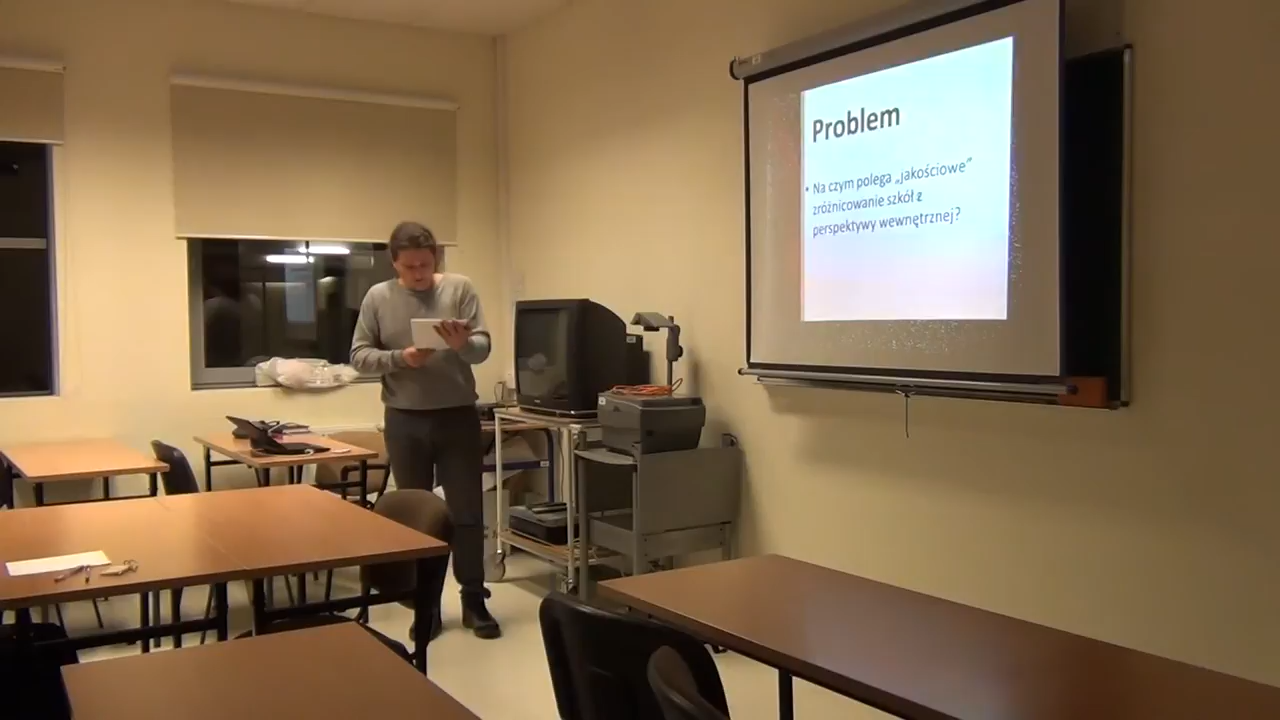 Problem
• Na czym polega „jakościowe”
zróżnicowanie szkół z
perspektywy wewnętrznej?